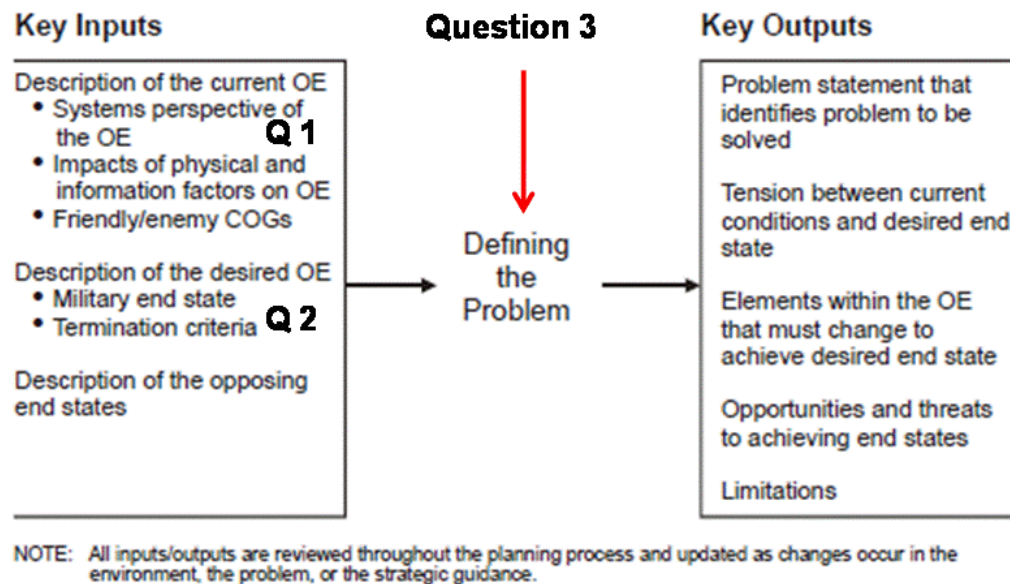 Key Inputs
Description of the current OE
• Systems perspective of
the OE
Q 1
• Impacts of physical and
information factors on OE
• Friendly/enemy COGs
Description of the desired OE
• Military end state
• Termination criteria
Q 2
Description of the opposing
end states
Question 3
Defining
the
Problem
Key Outputs
Problem statement that
identifies problem to be
solved
Tension between current
conditions and desired end
state
Elements within the OE
that must change to
achieve desired end state
Opportunities and threats
to achieving end states
Limitations
NOTE: All inputs/outputs are reviewed throughout the planning process and updated as changes occur in the
environment, the problem, or the strategic guidance.